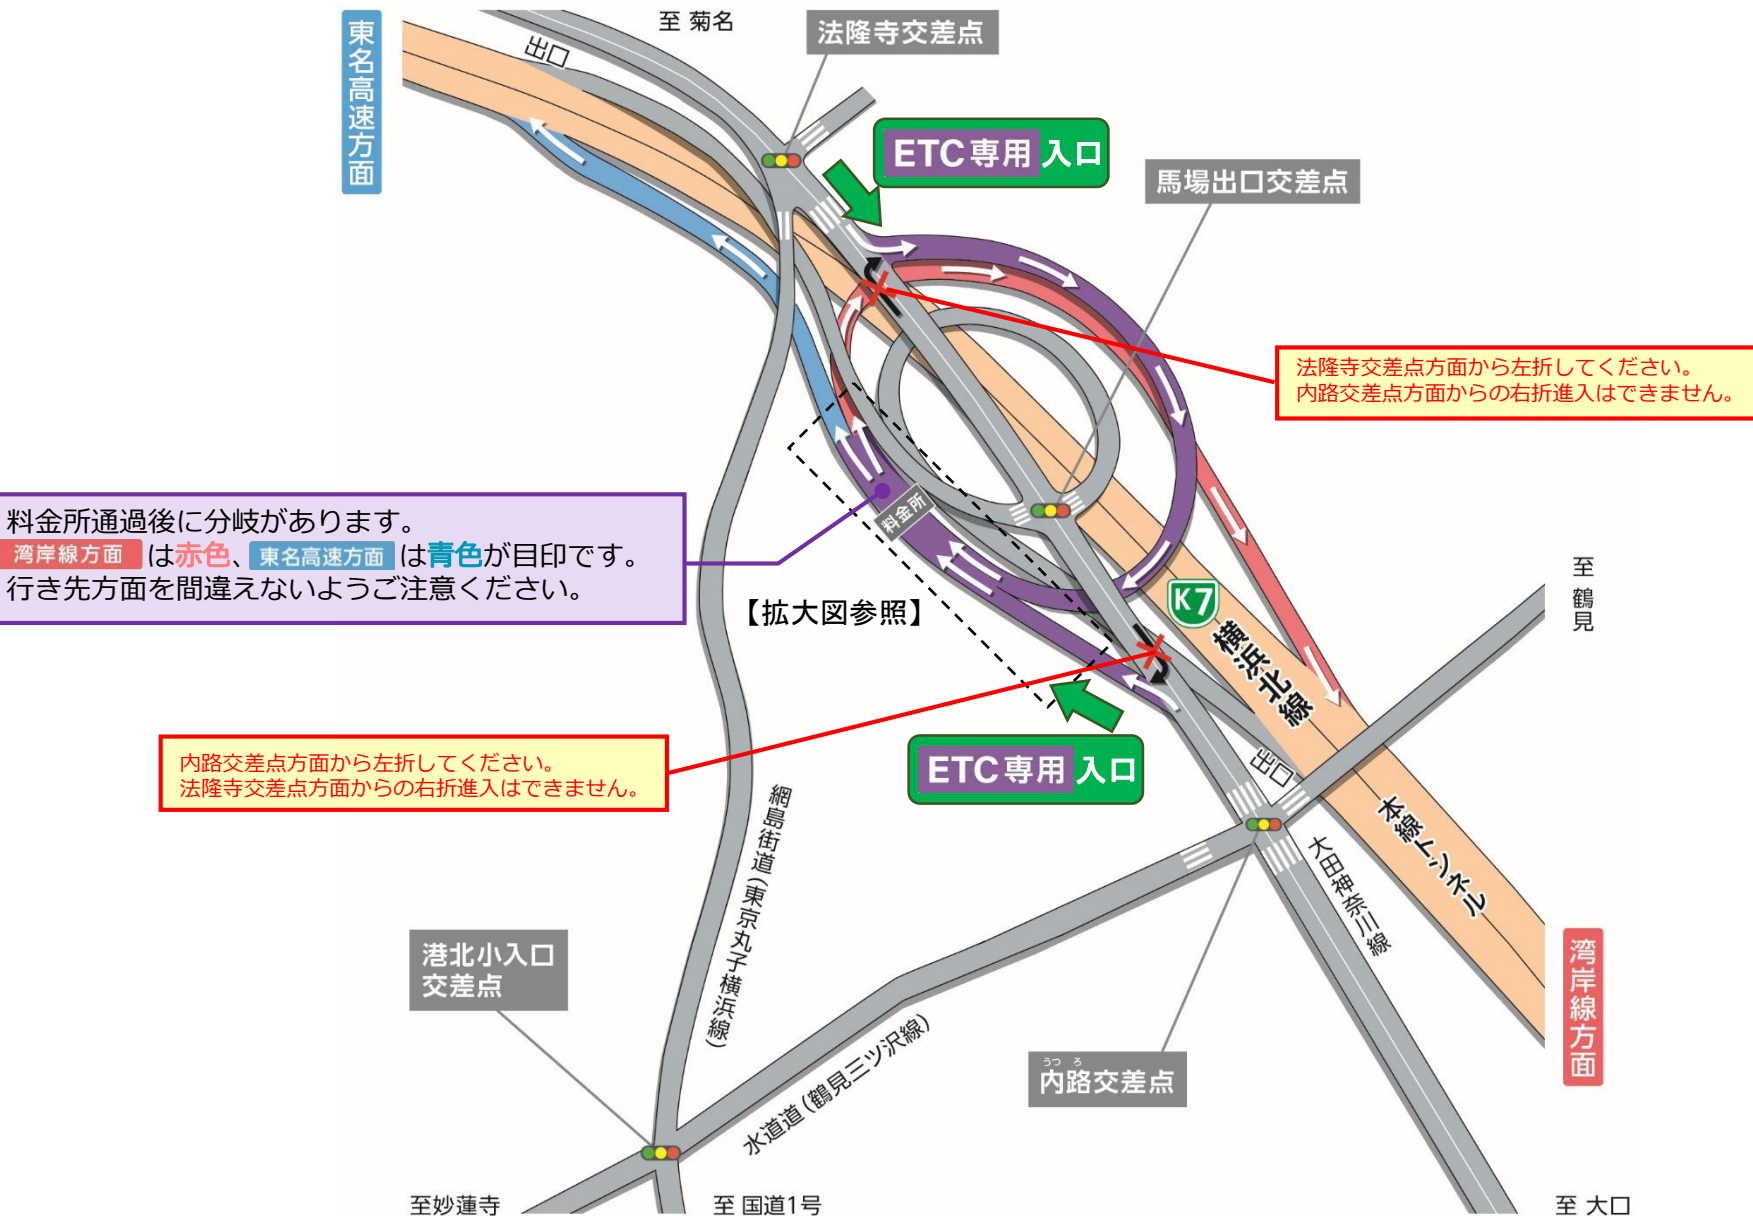 至 菊名
法隆寺交差点
東名高速方面
出口
ETC専用 入口
馬場出口交差点
法隆寺交差点方面から左折してください。
内路交差点方面からの右折進入はできません。
料金所通過後に分岐があります。
湾岸線方面 は赤色、東名高速方面 は青色が目印です。
行き先方面を間違えないようご注意ください。
料金所
【拡大図参照】
K7
横浜北線
至 鶴見
内路交差点方面から左折してください。
法隆寺交差点方面からの右折進入はできません。
ETC専用 入口
出口
本線トンネル
大田神奈川線
網島街道(東京丸子横浜線)
港北小入口
交差点
水道道(鶴見三ツ沢線)
うつ ろ
内路交差点
湾岸線方面
至妙蓮寺
至 国道1号
至 大口